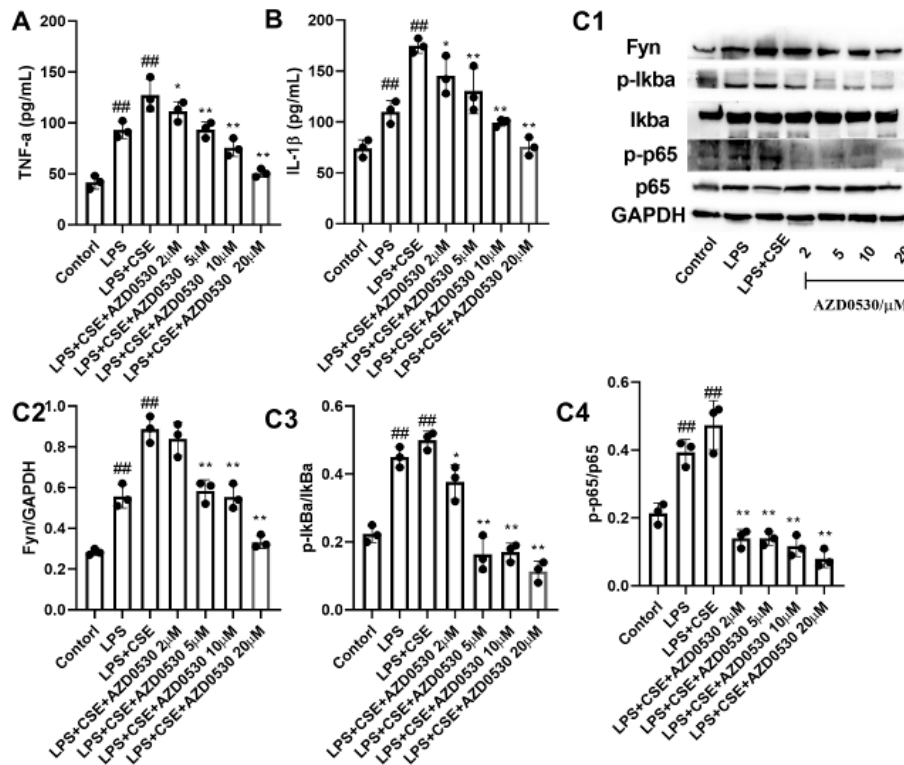 A
TNF-a (pg/mL)
200
150
100
50
0
##
##
*
**
**
**
Contorl
LPS
LPS+CSE
LPS+CSE+AZD0530 2μM
LPS+CSE+AZD0530 5μM
LPS+CSE+AZD0530 10μM
LPS+CSE+AZD0530 20μM
B
IL-1β (pg/mL)
200
150
100
50
0
##
##
*
**
**
**
Contorl
LPS
LPS+CSE
LPS+CSE+AZD0530 2μM
LPS+CSE+AZD0530 5μM
LPS+CSE+AZD0530 10μM
LPS+CSE+AZD0530 20μM
C1
Fyn
p-Ikba
Ikba
p-p65
p65
GAPDH
Control
LPS
LPS+CSE
2
5
10
20
AZD0530/μM
C2
Fyn/GAPDH
1.0
0.8
0.6
0.4
0.2
0.0
##
##
**
**
**
Contorl
LPS
LPS+CSE
LPS+CSE+AZD0530 2μM
LPS+CSE+AZD0530 5μM
LPS+CSE+AZD0530 10μM
LPS+CSE+AZD0530 20μM
C3
p-IkBa/IkBa
0.6
0.4
0.2
0.0
##
##
*
**
**
**
Contorl
LPS
LPS+CSE
LPS+CSE+AZD0530 2μM
LPS+CSE+AZD0530 5μM
LPS+CSE+AZD0530 10μM
LPS+CSE+AZD0530 20μM
C4
p-p65/p65
0.6
0.4
0.2
0.0
##
##
**
**
**
**
Contorl
LPS
LPS+CSE
LPS+CSE+AZD0530 2μM
LPS+CSE+AZD0530 5μM
LPS+CSE+AZD0530 10μM
LPS+CSE+AZD0530 20μM